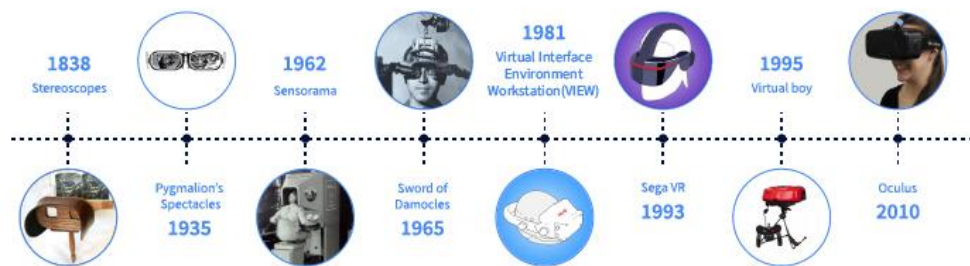 1838
Stereoscopes
Pygmalion's
Spectacles
1935
1962
Sensorama
Sword of
Damocles
1965
1981
Virtual Interface
Environment
Workstation(VIEW)
Sega VR
1993
1995
Virtual boy
Oculus
2010